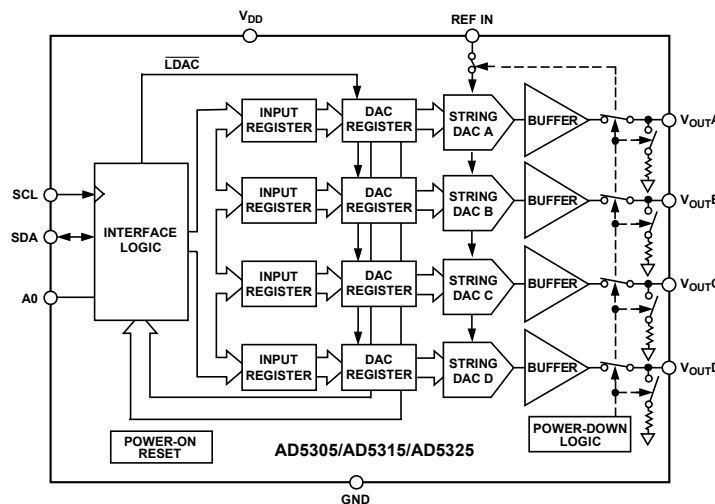 VDD
REF IN
LDAC
INPUT
REGISTER
DAC
REGISTER
STRING
DAC A
BUFFER
VOUTA
SCL
SDA
A0
INTERFACE
LOGIC
INPUT
REGISTER
DAC
REGISTER
STRING
DAC B
BUFFER
VOUTB
INPUT
REGISTER
DAC
REGISTER
STRING
DAC C
BUFFER
VOUTC
INPUT
REGISTER
DAC
REGISTER
STRING
DAC D
BUFFER
VOUTD
POWER-ON
RESET
AD5305/AD5315/AD5325
POWER-DOWN
LOGIC
GND